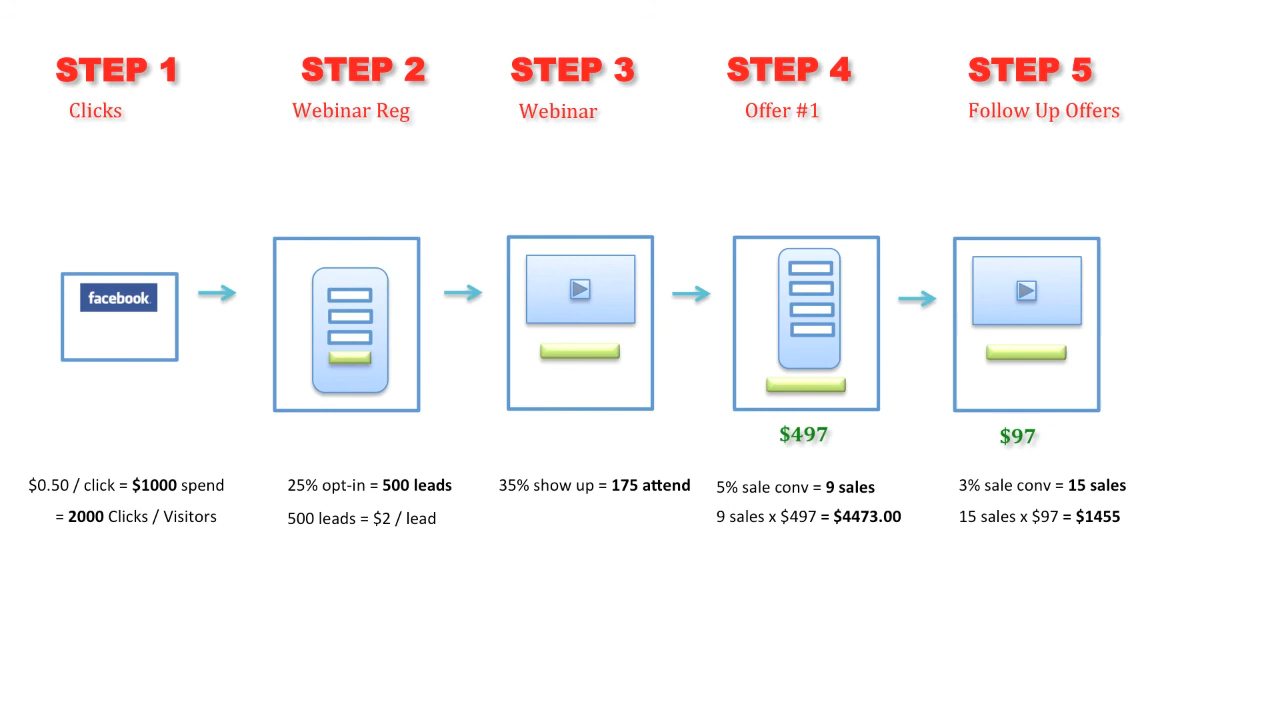 STEP 1
Clicks
STEP 2
Webinar Reg
STEP 3
Webinar
STEP 4
Offer #1
STEP 5
Follow Up Offers
facebook
$497
$97
$0.50 / click = $1000 spend
= 2000 Clicks / Visitors
25% opt-in = 500 leads
500 leads = $2 / lead
35% show up = 175 attend
5% sale conv = 9 sales
9 sales x $497 = $4473.00
3% sale conv = 15 sales
15 sales x $97 = $1455